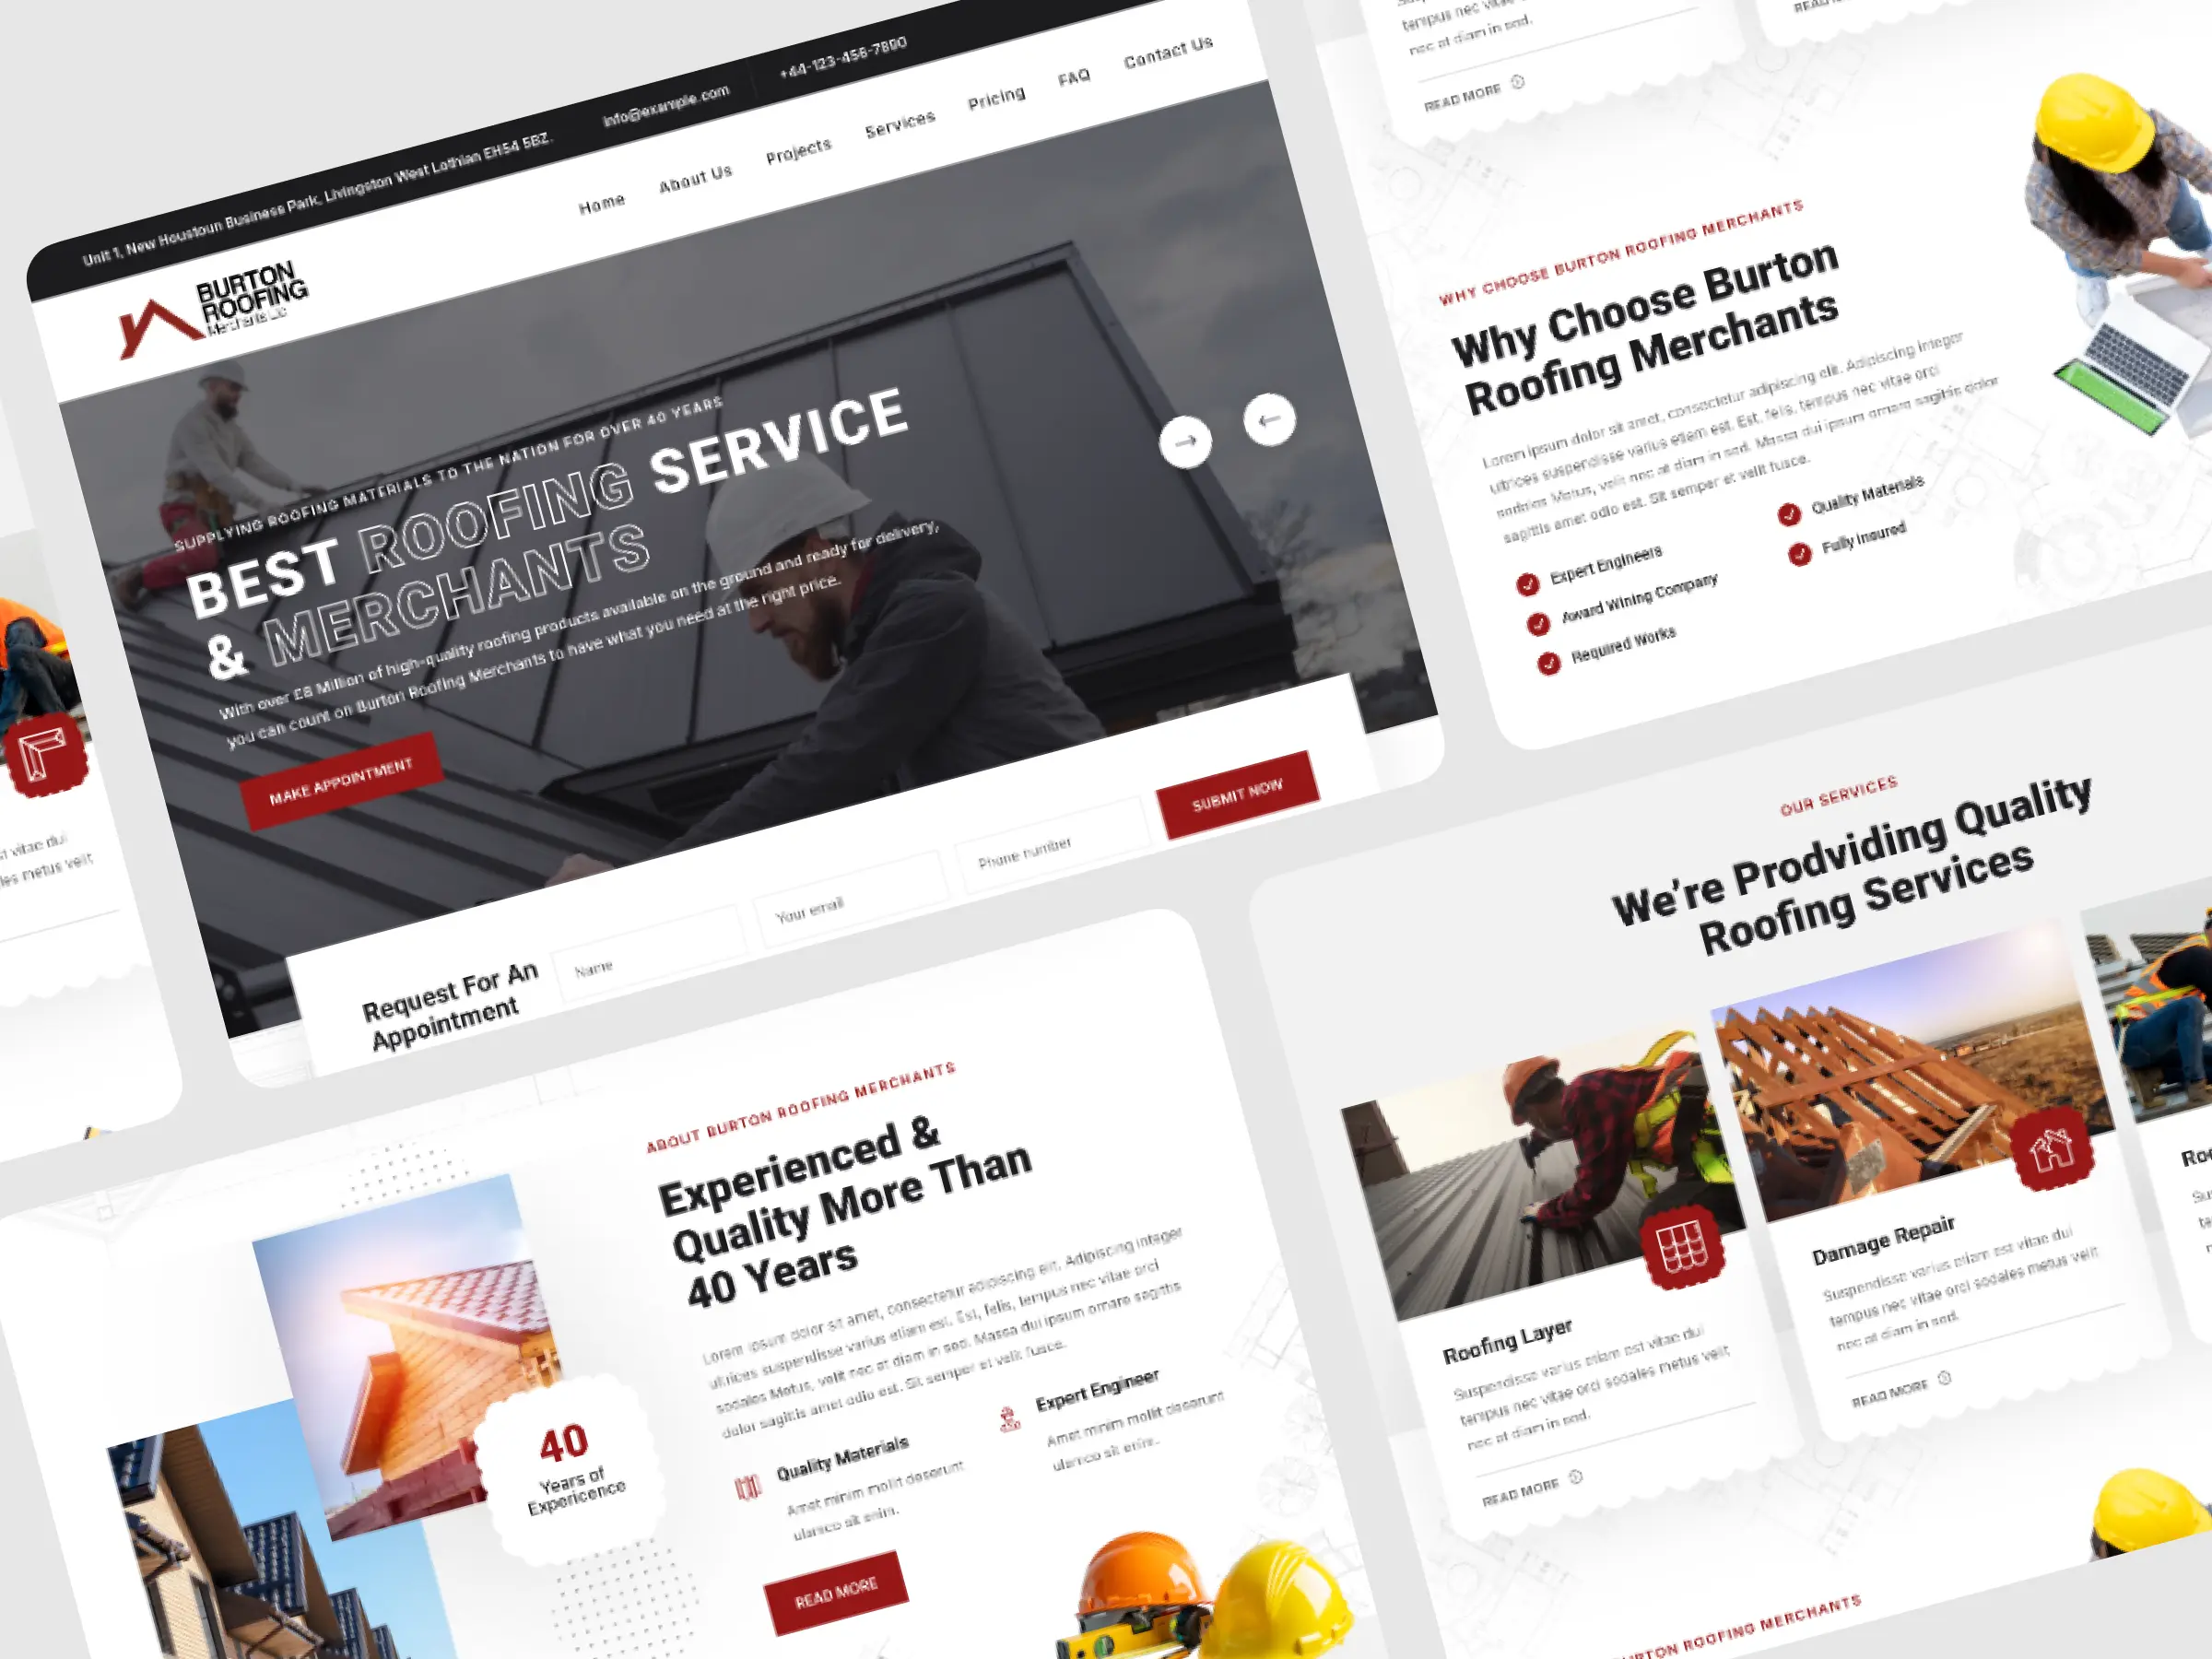 Unit 1, New Houstoun Business Park, Livingston West Lothian EH54 5BZ.
info@example.com
+44-123-456-7890
BURTON
ROOFING
Merchants Ltd
Home
About Us
Projects
Services
Pricing
FAQ
Contact Us
SUPPLYING ROOFING MATERIALS TO THE NATION FOR OVER 40 YEARS
BEST ROOFING SERVICE
& MERCHANTS
With over £8 Million of high-quality roofing products available on the ground and ready for delivery,
you can count on Burton Roofing Merchants to have what you need at the right price.
MAKE APPOINTMENT
Request For An
Appointment
Name
Your email
Phone number
SUBMIT NOW
tempus nec vitae
nec at diam in sed.
READ MORE
WHY CHOOSE BURTON ROOFING MERCHANTS
Why Choose Burton
Roofing Merchants
Lorem ipsum dolor sit amet, consectetur adipiscing elit. Adipiscing integer
ultrices suspendisse varius etiam est. Est, felis, tempus nec vitae orci
sodales Metus, velit nec at diam in sed. Massa dui ipsum ornare sagittis dolor
sagittis amet odio est. Sit semper et velit fusce.
Expert Engineers
Award Wining Company
Required Works
Quality Materials
Fully Insured
vitae dui
metus velit
ABOUT BURTON ROOFING MERCHANTS
Experienced &
Quality More Than
40 Years
Lorem ipsum dolor sit amet, consectetur adipiscing elit. Adipiscing integer
ultrices suspendisse varius etiam est. Est, felis, tempus nec vitae orci
sodales Metus, velit nec at diam in sed. Massa dui ipsum ornare sagittis
dolor sagittis amet odio est. Sit semper et velit fusce.
40
Years of
Expericence
Quality Materials
Amet minim mollit deserunt
ulamco sit enim.
Expert Engineer
Amet minim mollit deserunt
ulamco sit enim.
READ MORE
OUR SERVICES
We're Prodviding Quality
Roofing Services
Roofing Layer
Suspendisse varius etiam est vitae dui
tempus nec vitae orci sodales metus velit
nec at diam in sed.
READ MORE
Damage Repair
Suspendisse varius etiam est vitae dui
tempus nec vitae orci sodales metus velit
nec at diam in sed.
READ MORE
ROOFING MERCHANTS